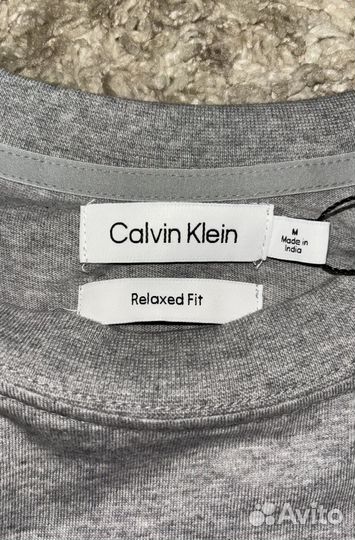 Calvin Klein
M
Made in
India
Relaxed Fit
Avito